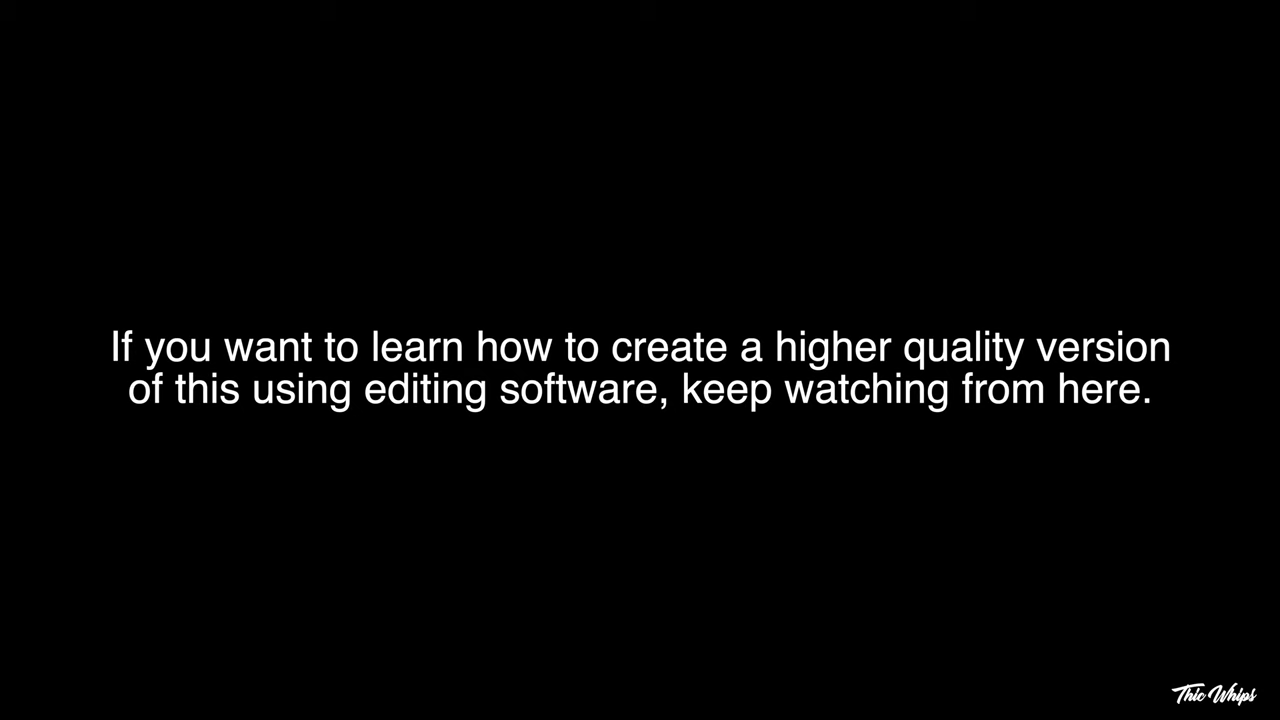 If you want to learn how to create a higher quality version
of this using editing software, keep watching from here.
Thic Whips